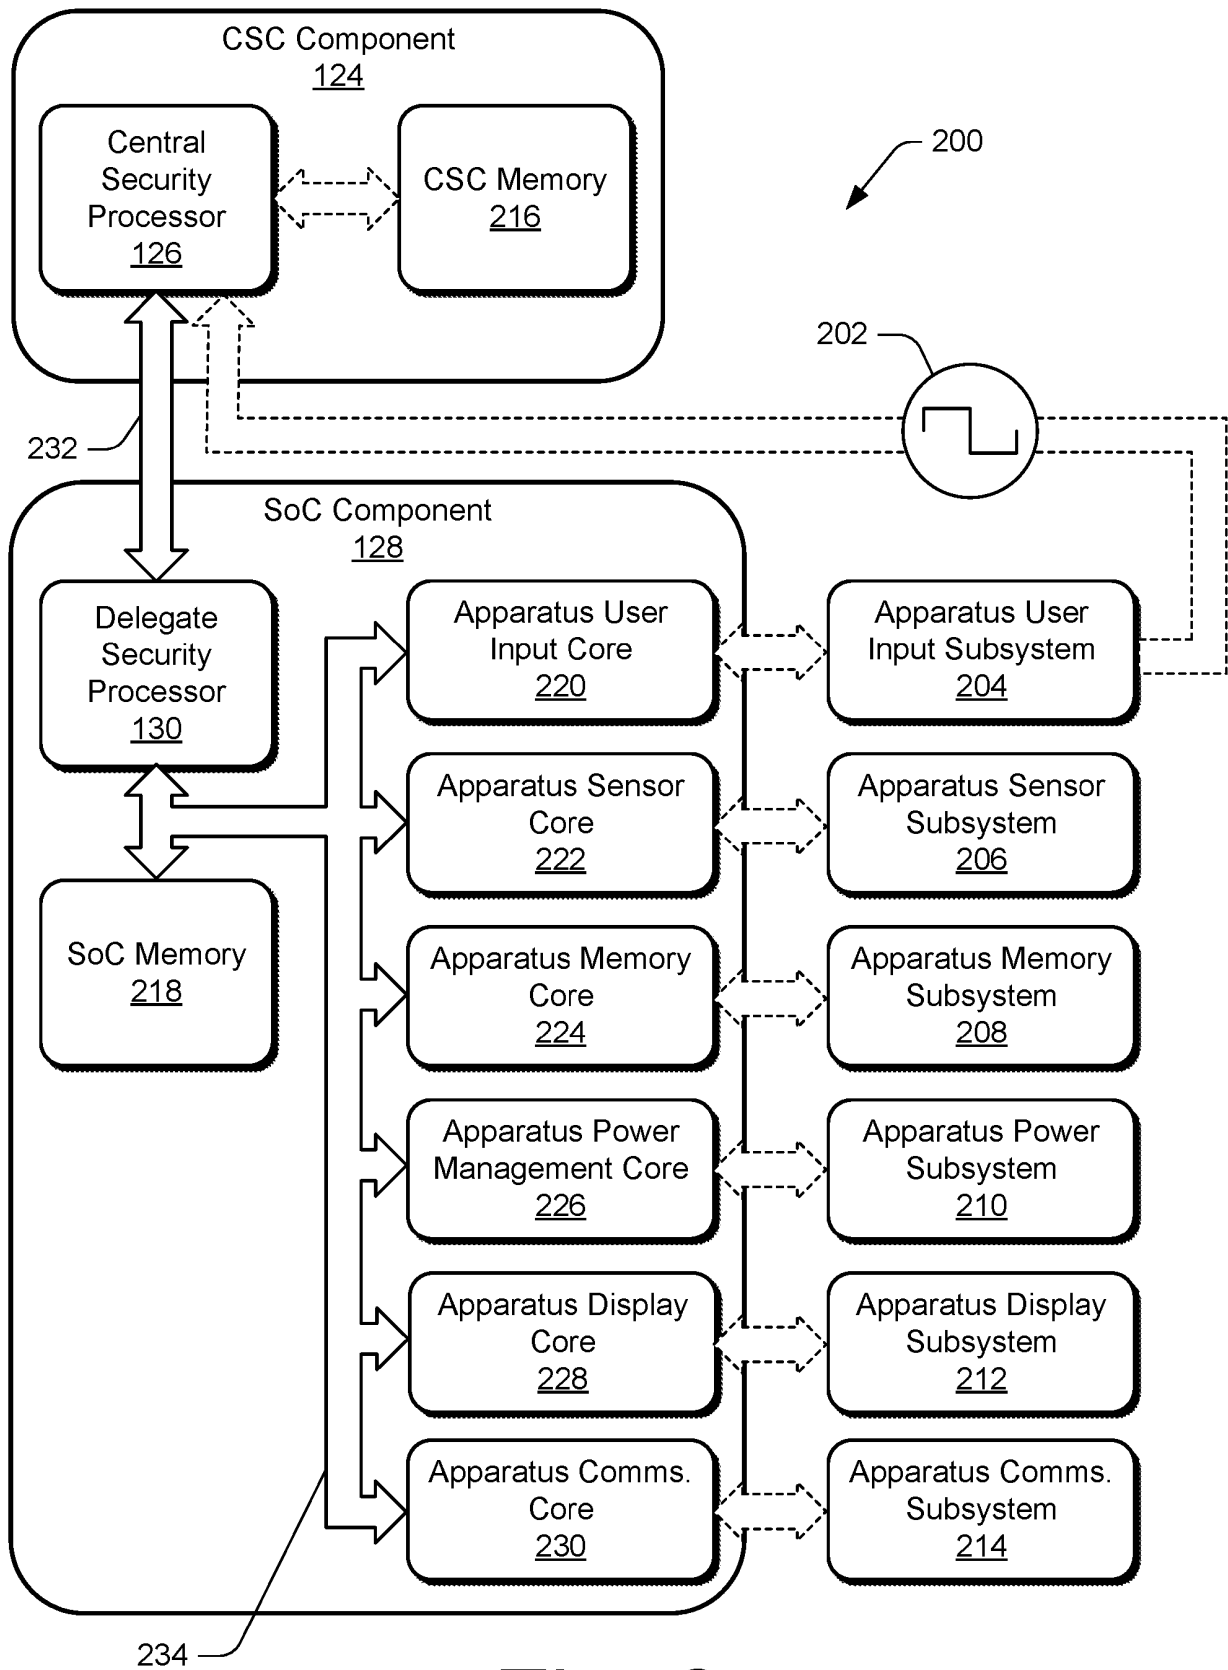 CSC Component
124
Central
Security
Processor
126
CSC Memory
216
200
202
232
SoC Component
128
Delegate
Security
Processor
130
SoC Memory
218
Apparatus User
Input Core
220
Apparatus User
Input Subsystem
204
Apparatus Sensor
Core
222
Apparatus Sensor
Subsystem
206
Apparatus Memory
Core
224
Apparatus Memory
Subsystem
208
Apparatus Power
Management Core
226
Apparatus Power
Subsystem
210
Apparatus Display
Core
228
Apparatus Display
Subsystem
212
Apparatus Comms.
Core
230
Apparatus Comms.
Subsystem
214
234